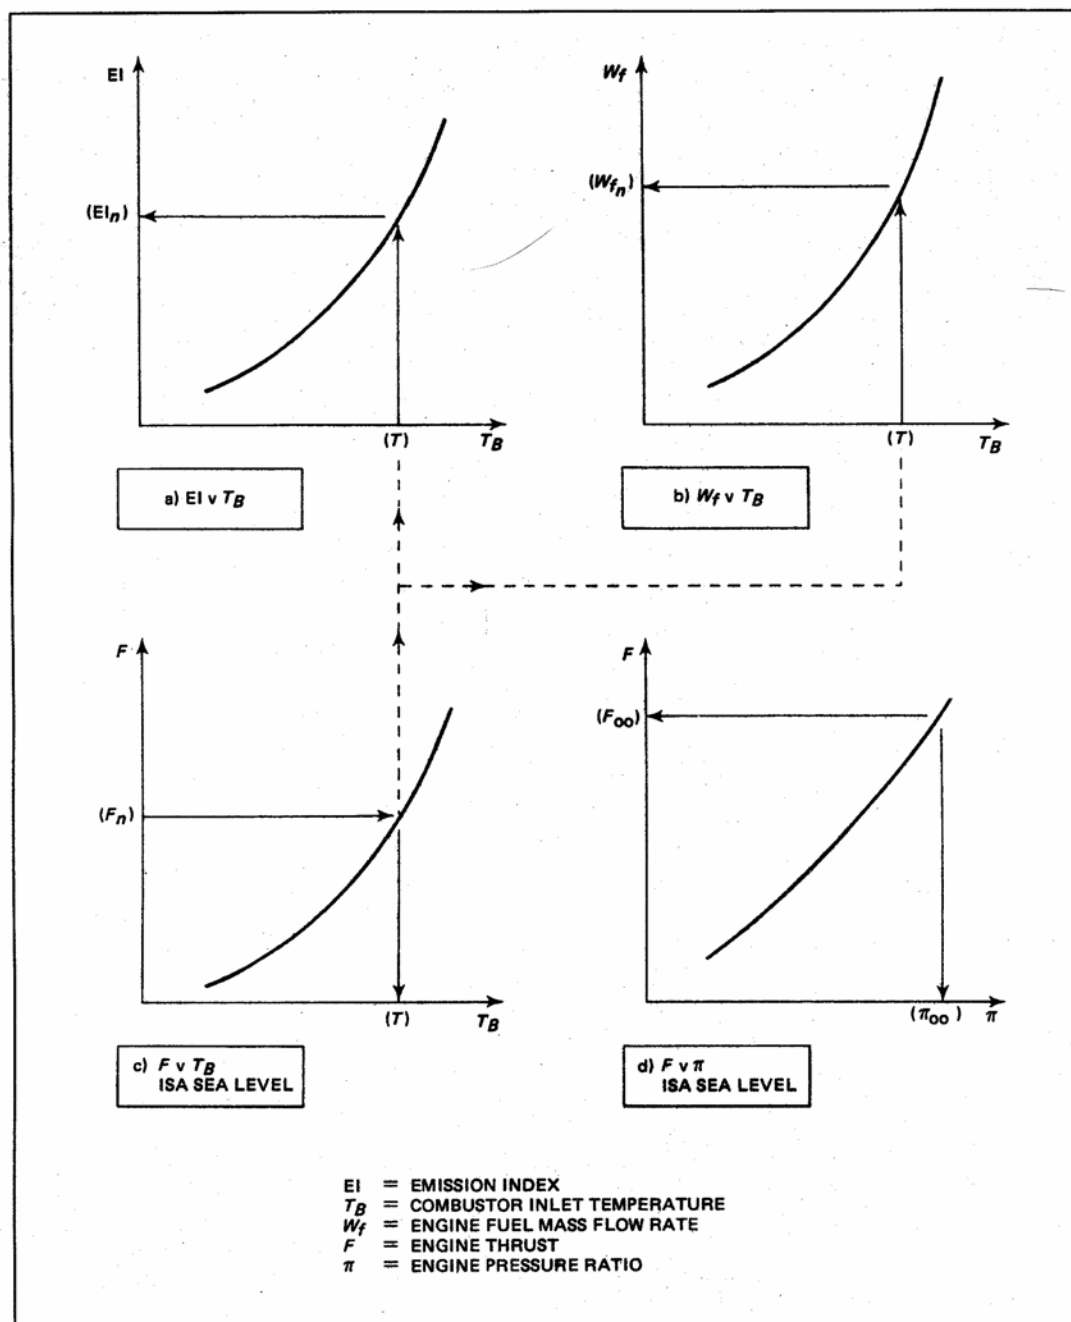 EI
(EIn)
(T)
TB
a) EI v TB
Wf
(Wfn)
(T)
TB
b) Wf v TB
F
(Fn)
(T)
TB
c) F v TB
ISA SEA LEVEL
F
(Foo)
(πoo)
π
d) F v π
ISA SEA LEVEL
EI = EMISSION INDEX
TB = COMBUSTOR INLET TEMPERATURE
Wf = ENGINE FUEL MASS FLOW RATE
F = ENGINE THRUST
π = ENGINE PRESSURE RATIO